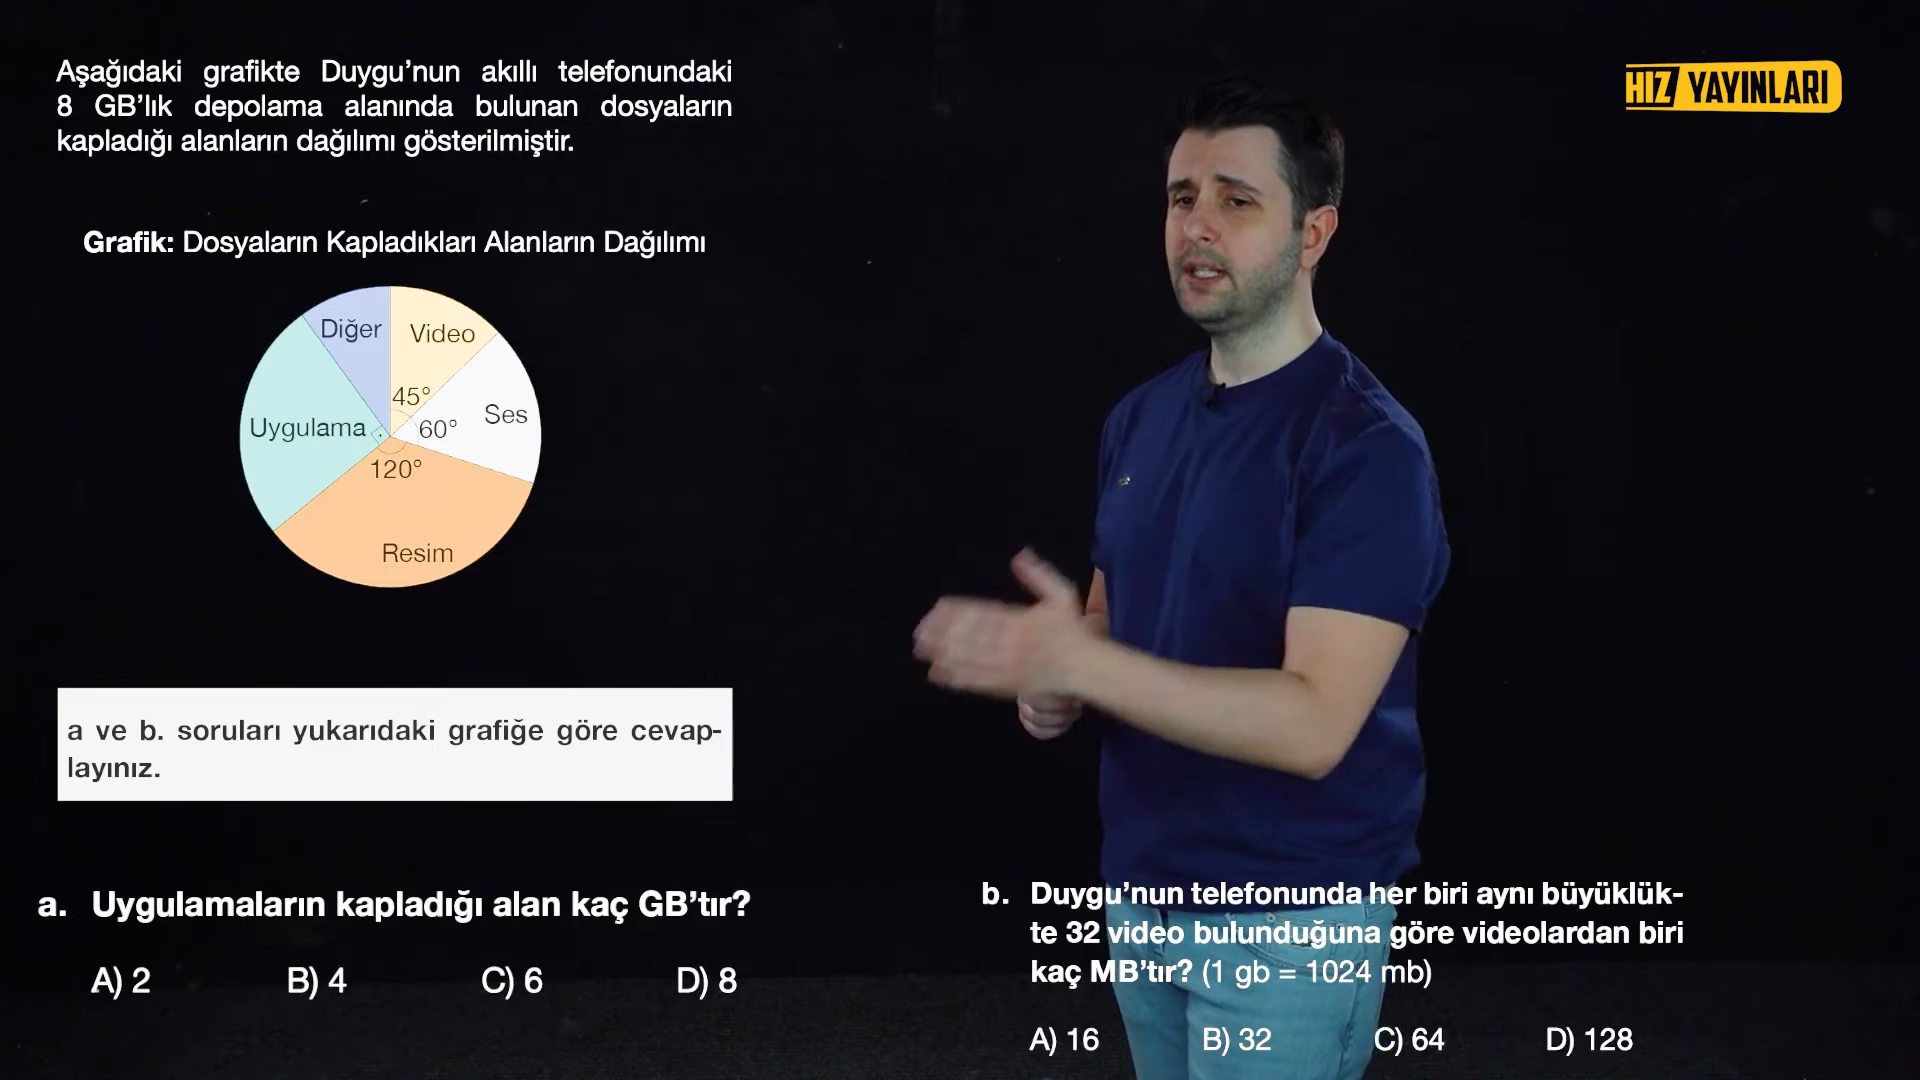 Aşağıdaki grafikte Duygu'nun akıllı telefonundaki
8 GB'lık depolama alanında bulunan dosyaların
kapladığı alanların dağılımı gösterilmiştir.
HIZ YAYINLARI
Grafik: Dosyaların Kapladıkları Alanların Dağılımı
Diğer
Video
45°
Ses
60°
Uygulama
120°
Resim
a ve b. soruları yukarıdaki grafiğe göre cevap-
layınız.
a. Uygulamaların kapladığı alan kaç GB'tır?
A) 2 B) 4 C) 6 D) 8
b. Duygu'nun telefonunda her biri aynı büyüklük-
te 32 video bulunduğuna göre videolardan biri
kaç MB'tır? (1 gb = 1024 mb)
A) 16 B) 32 C) 64 D) 128